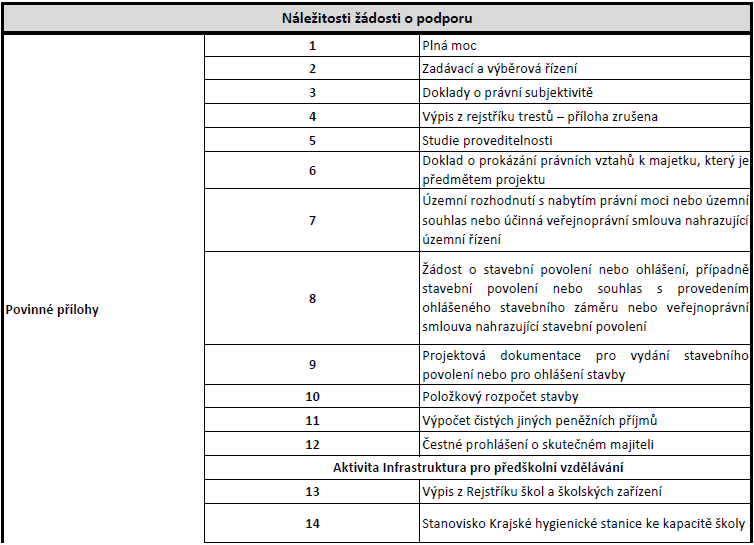 Náležitosti žádosti o podporu
Povinné přílohy
1 Plná moc
2 Zadávací a výběrová řízení
3 Doklady o právní subjektivitě
4 Výpis z rejstříku trestů – příloha zrušena
5 Studie proveditelnosti
6 Doklad o prokázání právních vztahů k majetku, který je
předmětem projektu
7 Územní rozhodnutí s nabytím právní moci nebo územní
souhlas nebo účinná veřejnoprávní smlouva nahrazující
územní řízení
8 Žádost o stavební povolení nebo ohlášení, případně
stavební povolení nebo souhlas s provedením
ohlášeného stavebního záměru nebo veřejnoprávní
smlouva nahrazující stavební povolení
9 Projektová dokumentace pro vydání stavebního
povolení nebo pro ohlášení stavby
10 Položkový rozpočet stavby
11 Výpočet čistých jiných peněžních příjmů
12 Čestné prohlášení o skutečném majiteli
Aktivita Infrastruktura pro předškolní vzdělávání
13 Výpis z Rejstříku škol a školských zařízení
14 Stanovisko Krajské hygienické stanice ke kapacitě školy